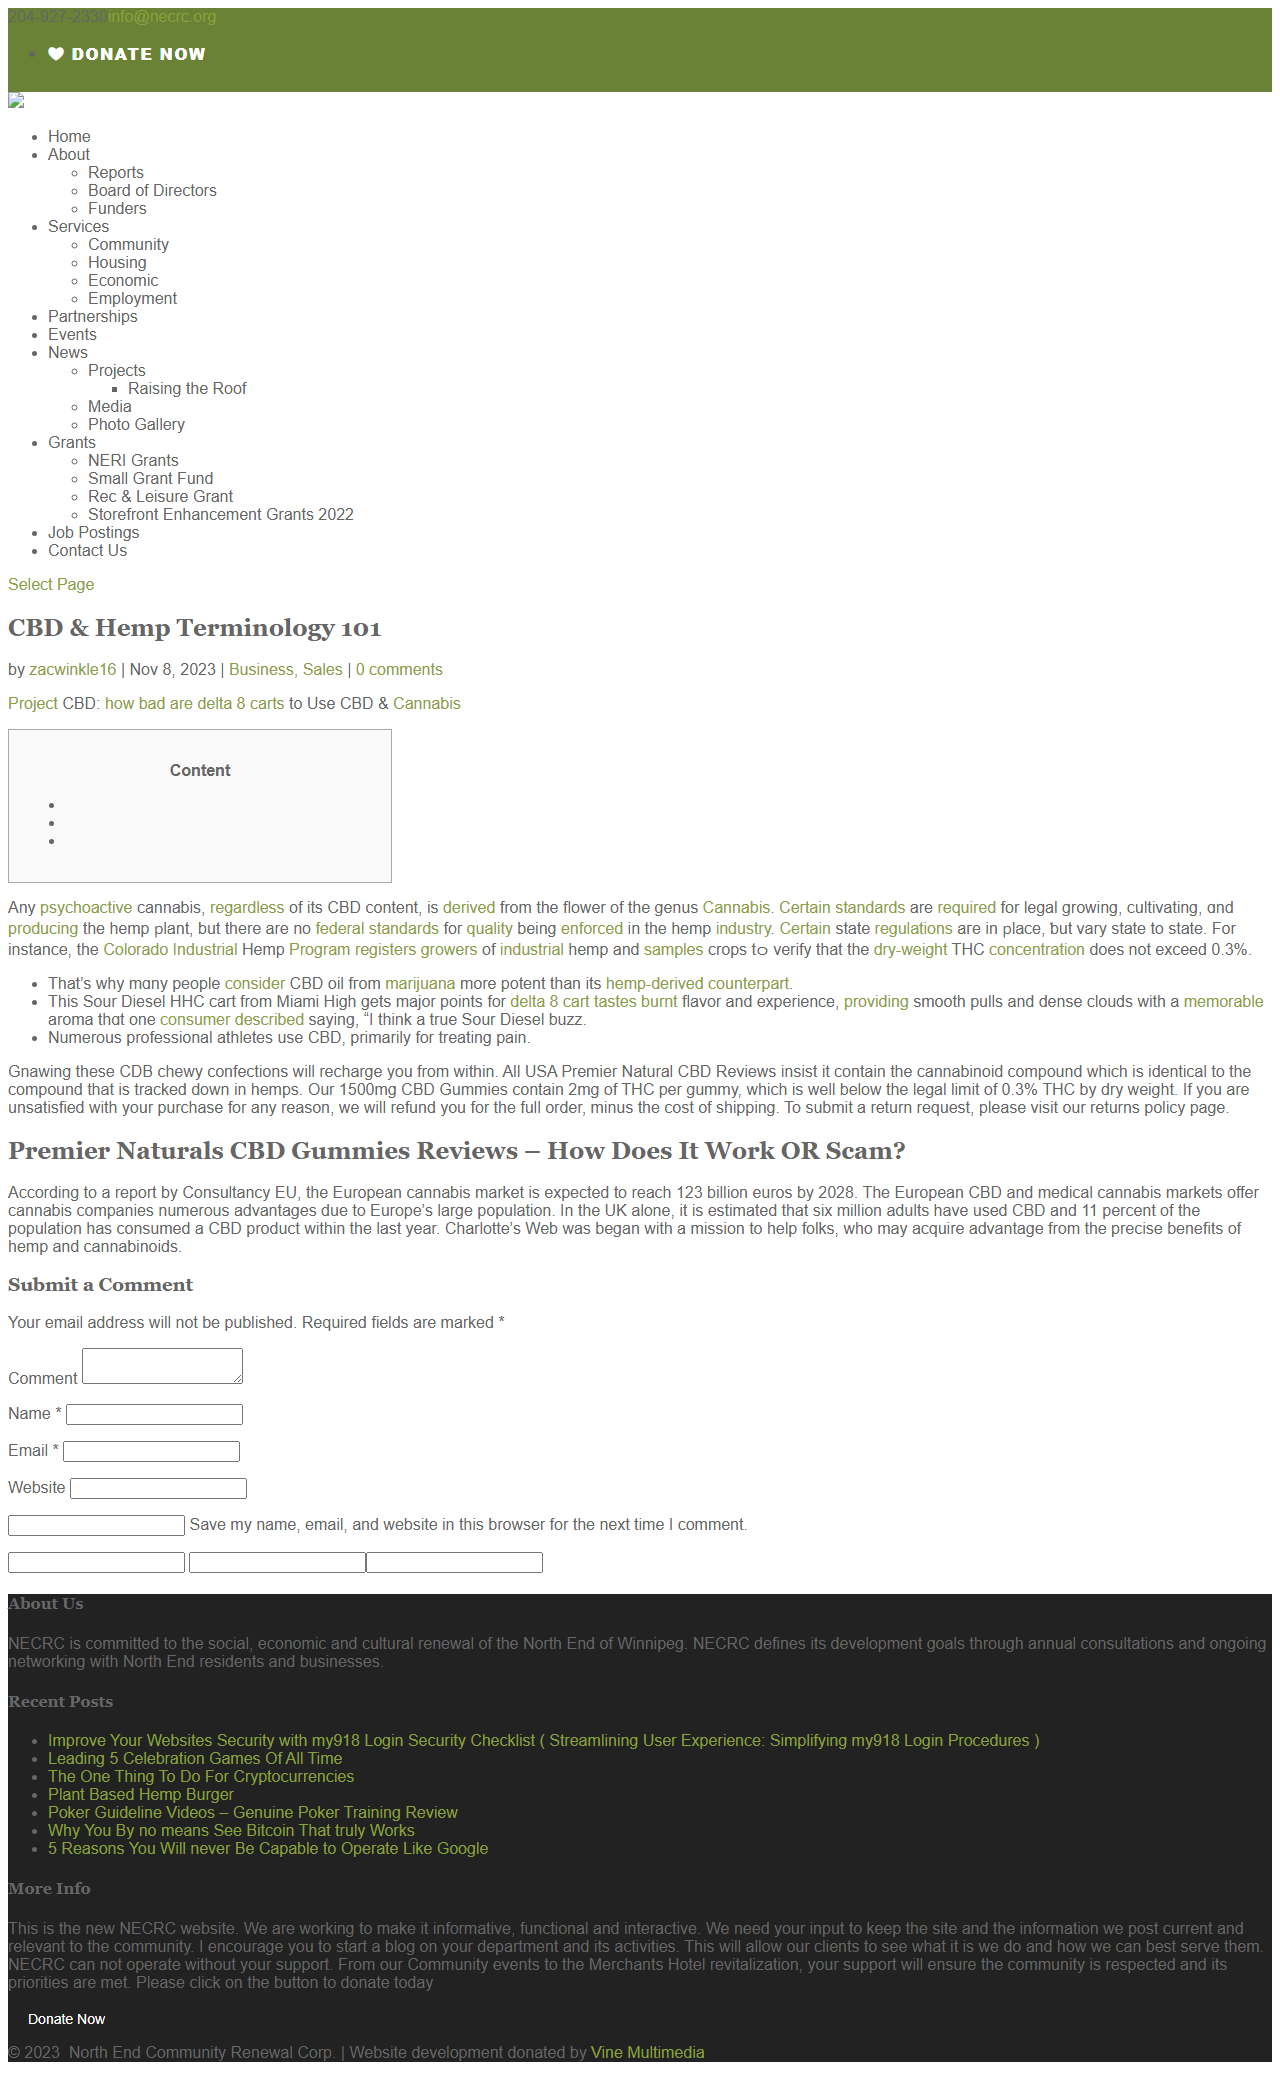 204-927-2330info@necrc.org
DONATE NOW
Home
About
Reports
Board of Directors
Funders
Services
Community
Housing
Economic
Employment
Partnerships
Events
News
Projects
Raising the Roof
Media
Photo Gallery
Grants
NERI Grants
Small Grant Fund
Rec & Leisure Grant
Storefront Enhancement Grants 2022
Job Postings
Contact Us
Select Page
CBD & Hemp Terminology 101
by zacwinkle16 | Nov 8, 2023 | Business, Sales | 0 comments
Project CBD: how bad are delta 8 carts to Use CBD & Cannabis
Content
Any psychoactive cannabis, regardless of its CBD content, is derived from the flower of the genus Cannabis. Certain standards are required for legal growing, cultivating, ɑnd
producing the hemp plant, but there are no federal standards for quality being enforced in the hemp industry. Certain state regulations are in place, but vary state to state. For
instance, the Colorado Industrial Hemp Program registers growers of industrial hemp and samples crops tᴏ verify that the dry-weight THC concentration does not exceed 0.3%.
That’s why mɑny people consider CBD oil from marijuana more potent than its hemp-derived counterpart.
This Sour Diesel HHC cart from Miami High gets major points for delta 8 cart tastes burnt flavor and experience, providing smooth pulls and dense clouds with a memorable
aroma thɑt one consumer described saying, “I think a true Sour Diesel buzz.
Numerous professional athletes use CBD, primarily for treating pain.
Gnawing these CDB chewy confections will recharge you from within. All USA Premier Natural CBD Reviews insist it contain the cannabinoid compound which is identical to the
compound that is tracked down in hemps. Our 1500mg CBD Gummies contain 2mg of THC per gummy, which is well below the legal limit of 0.3% THC by dry weight. If you are
unsatisfied with your purchase for any reason, we will refund you for the full order, minus the cost of shipping. To submit a return request, please visit our returns policy page.
Premier Naturals CBD Gummies Reviews – How Does It Work OR Scam?
According to a report by Consultancy EU, the European cannabis market is expected to reach 123 billion euros by 2028. The European CBD and medical cannabis markets offer
cannabis companies numerous advantages due to Europe’s large population. In the UK alone, it is estimated that six million adults have used CBD and 11 percent of the
population has consumed a CBD product within the last year. Charlotte’s Web was began with a mission to help folks, who may acquire advantage from the precise benefits of
hemp and cannabinoids.
Submit a Comment
Your email address will not be published. Required fields are marked *
Comment
Name *
Email *
Website
Save my name, email, and website in this browser for the next time I comment.
About Us
NECRC is committed to the social, economic and cultural renewal of the North End of Winnipeg. NECRC defines its development goals through annual consultations and ongoing
networking with North End residents and businesses.
Recent Posts
Improve Your Websites Security with my918 Login Security Checklist ( Streamlining User Experience: Simplifying my918 Login Procedures )
Leading 5 Celebration Games Of All Time
The One Thing To Do For Cryptocurrencies
Plant Based Hemp Burger
Poker Guideline Videos – Genuine Poker Training Review
Why You By no means See Bitcoin That truly Works
5 Reasons You Will never Be Capable to Operate Like Google
More Info
This is the new NECRC website. We are working to make it informative, functional and interactive. We need your input to keep the site and the information we post current and
relevant to the community. I encourage you to start a blog on your department and its activities. This will allow our clients to see what it is we do and how we can best serve them.
NECRC can not operate without your support. From our Community events to the Merchants Hotel revitalization, your support will ensure the community is respected and its
priorities are met. Please click on the button to donate today
Donate Now
© 2023 North End Community Renewal Corp. | Website development donated by Vine Multimedia